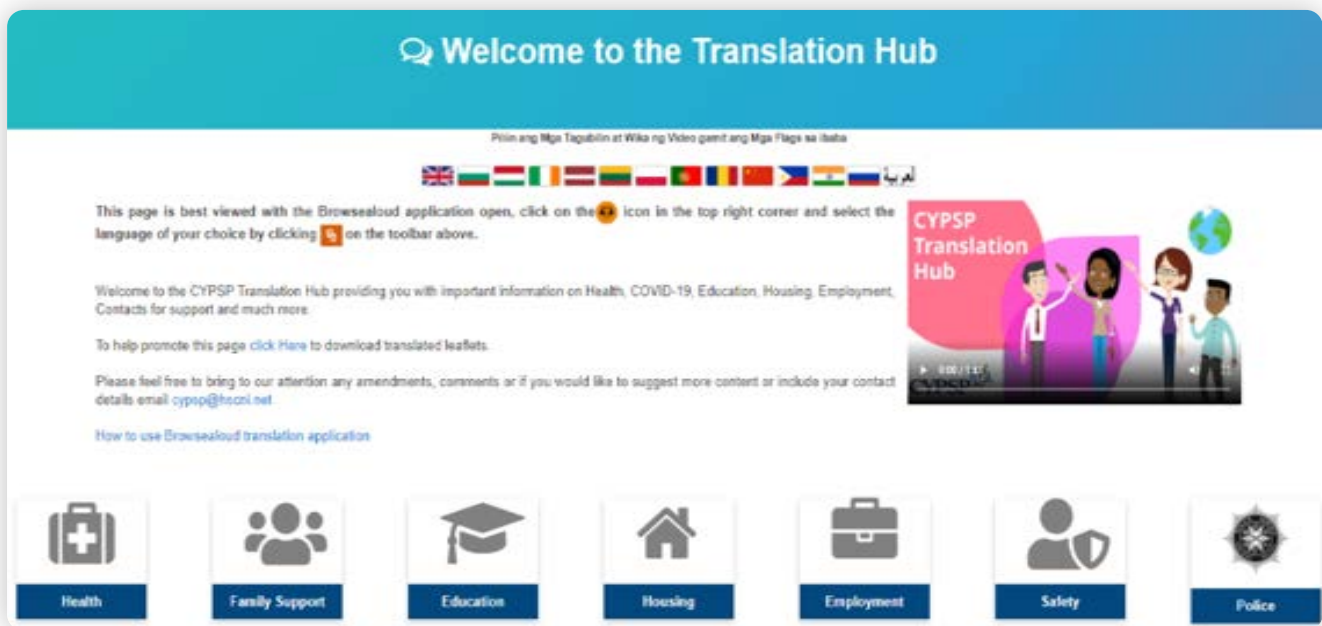 Welcome to the Translation Hub
Piliin ang Mga Tagubilin at Wika ng Video gamit ang Mga Flags sa ibaba
لعربية
This page is best viewed with the Browsealoud application open, click on the icon in the top right corner and select the
language of your choice by clicking on the toolbar above.
CYPSP
Translation
Hub
Welcome to the CYPSP Translation Hub providing you with important information on Health, COVID-19, Education, Housing, Employment,
Contacts for support and much more.
To help promote this page click Here to download translated leaflets.
Please feel free to bring to our attention any amendments, comments or if you would like to suggest more content or include your contact
details email cypsp@hscni.net
CYPSP
How to use Browsealoud translation application
Health
Family Support
Education
Housing
Employment
Safety
Police